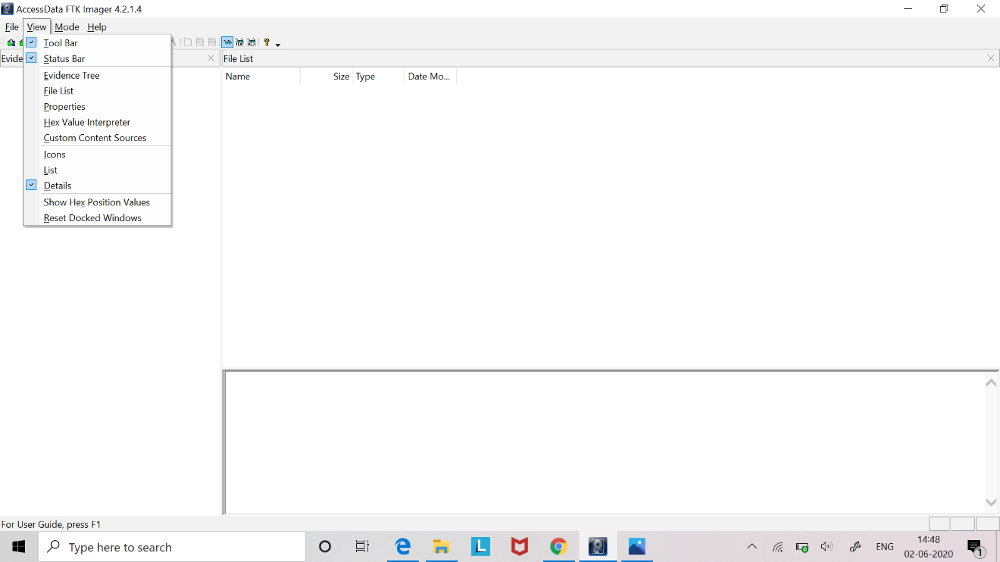 AccessData FTK Imager 4.2.1.4
File View Mode Help
Tool Bar
Evide Status Bar
File List
Evidence Tree
Name Size Type Date Mo...
File List
Properties
Hex Value Interpreter
Custom Content Sources
Icons
List
Details
Show Hex Position Values
Reset Docked Windows
For User Guide, press F1
Type here to search
ENG
14:48
02-06-2020
1